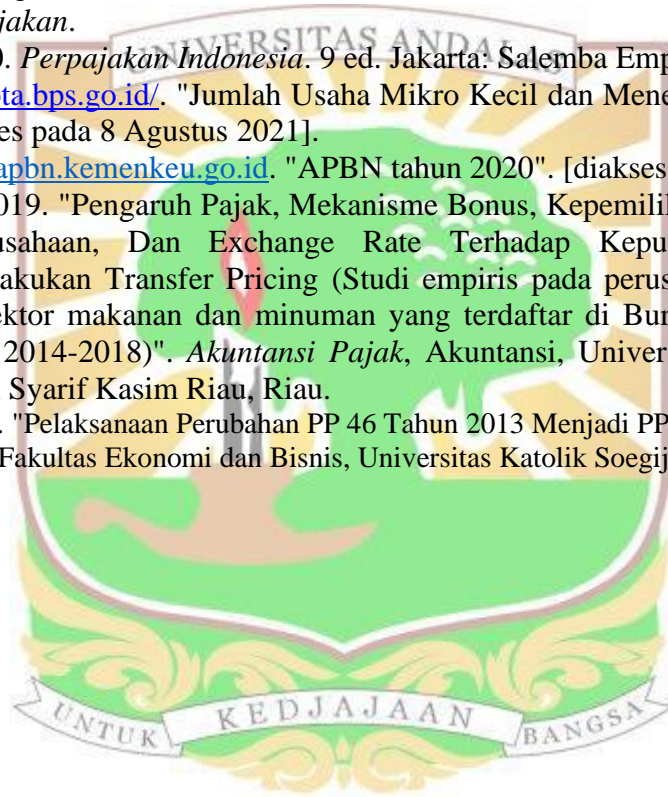 jakan.
). Perpajakan Indonesia. 9 ed. Jakarta: Salemba Emp
ota.bps.go.id/. "Jumlah Usaha Mikro Kecil dan Mene
es pada 8 Agustus 2021].
apbn.kemenkeu.go.id. "APBN tahun 2020". [diakses
019. "Pengaruh Pajak, Mekanisme Bonus, Kepemilil
usahaan, Dan Exchange Rate Terhadap Kepu
akukan Transfer Pricing (Studi empiris pada perus
ektor makanan dan minuman yang terdaftar di Bur
2014-2018)". Akuntansi Pajak, Akuntansi, Univer
Syarif Kasim Riau, Riau.
. "Pelaksanaan Perubahan PP 46 Tahun 2013 Menjadi PP
Fakultas Ekonomi dan Bisnis, Universitas Katolik Soegij
UNIVERSITAS ANDALAS
UNTUK KEDJAJAAN BANGSA